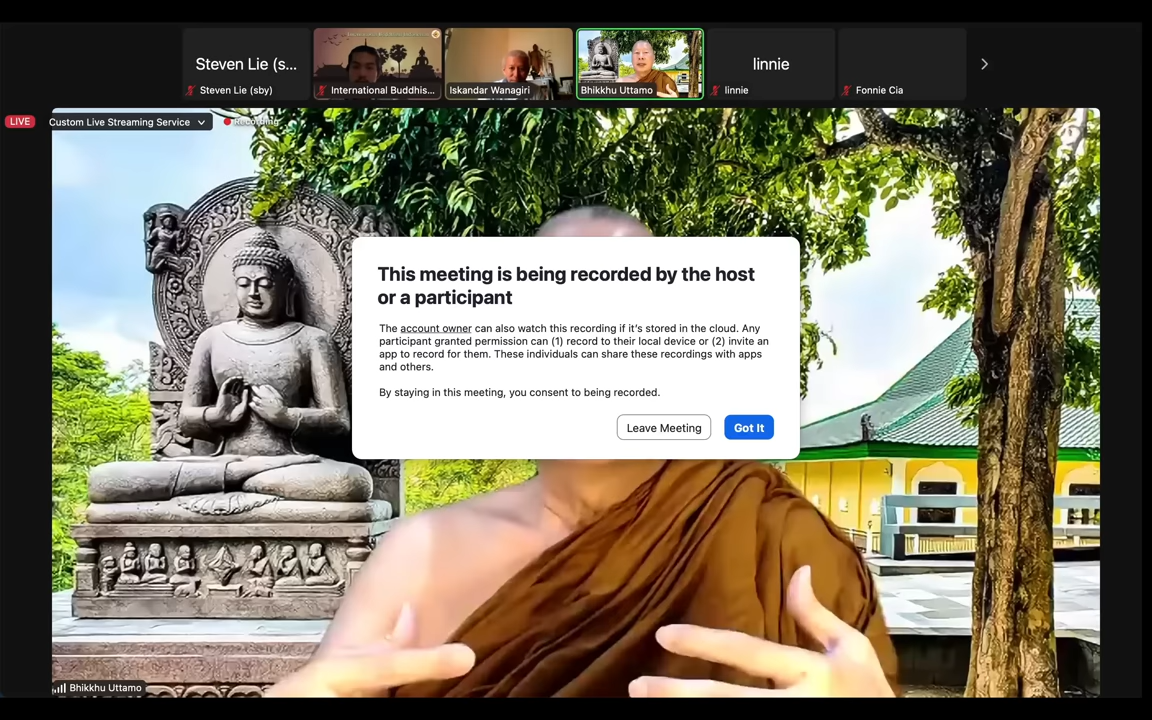 Steven Lie (s...
linnie
Steven Lie (sby)
International Buddhis...
Iskandar Wanagiri
Bhikkhu Uttamo
linnie
Fonnie Cia
LIVE
Custom Live Streaming Service
Recording
This meeting is being recorded by the host
or a participant
The account owner can also watch this recording if it's stored in the cloud. Any
participant granted permission can (1) record to their local device or (2) invite an
app to record for them. These individuals can share these recordings with apps
and others.
By staying in this meeting, you consent to being recorded.
Leave Meeting
Got It
Bhikkhu Uttamo